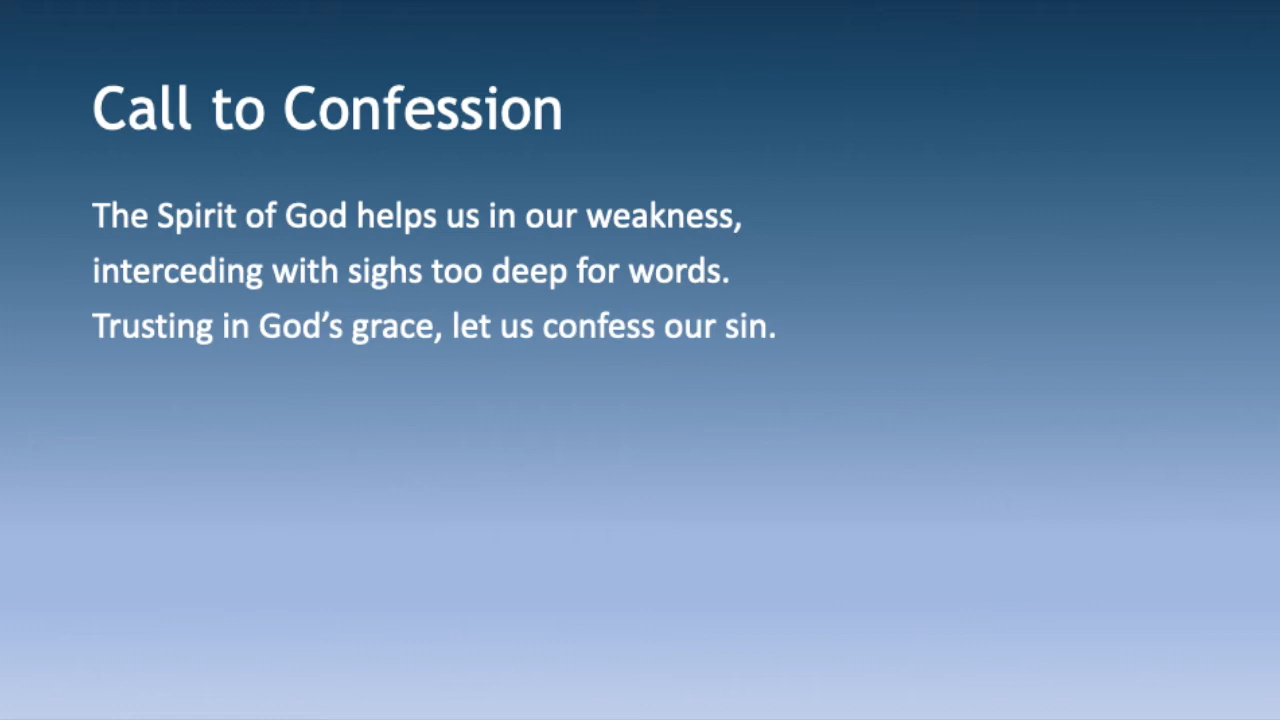 Call to Confession
The Spirit of God helps us in our weakness,
interceding with sighs too deep for words.
Trusting in God’s grace, let us confess our sin.